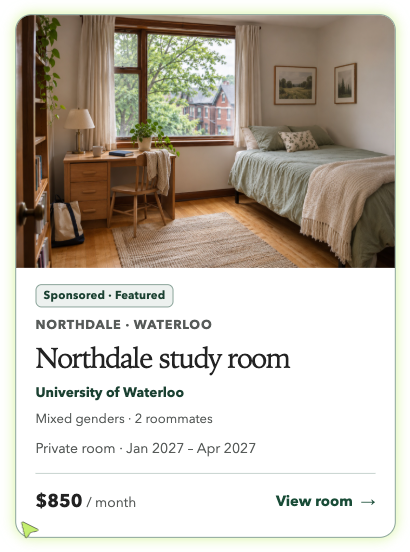 Sponsored · Featured
NORTHDALE · WATERLOO
Northdale study room
University of Waterloo
Mixed genders · 2 roommates
Private room · Jan 2027 – Apr 2027
$850 / month
View room →